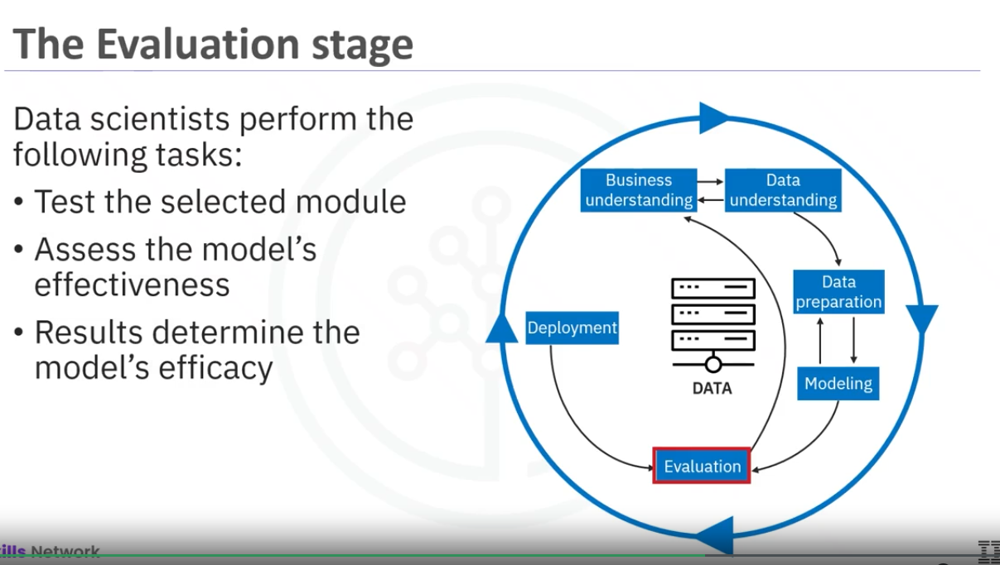 The Evaluation stage
Data scientists perform the
following tasks:
• Test the selected module
• Assess the model’s
effectiveness
• Results determine the
model’s efficacy
Business
understanding
Data
understanding
Data
preparation
Deployment
DATA
Modeling
Evaluation
ills Network